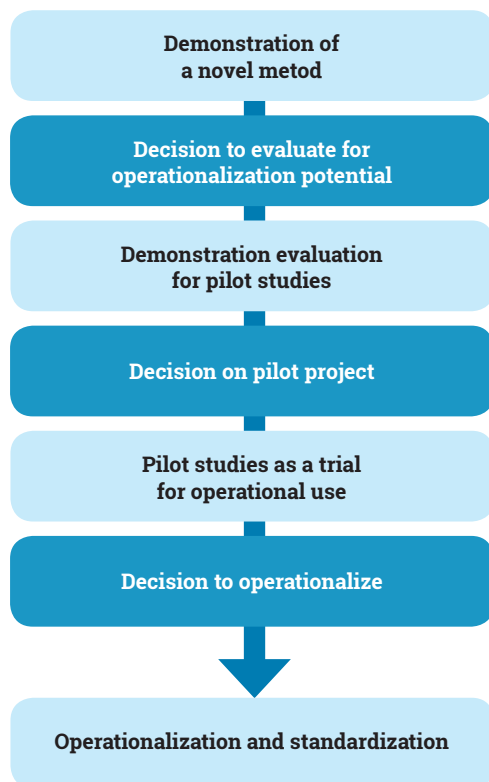 Demonstration of
a novel metod
Decision to evaluate for
operationalization potential
Demonstration evaluation
for pilot studies
Decision on pilot project
Pilot studies as a trial
for operational use
Decision to operationalize
Operationalization and standardization